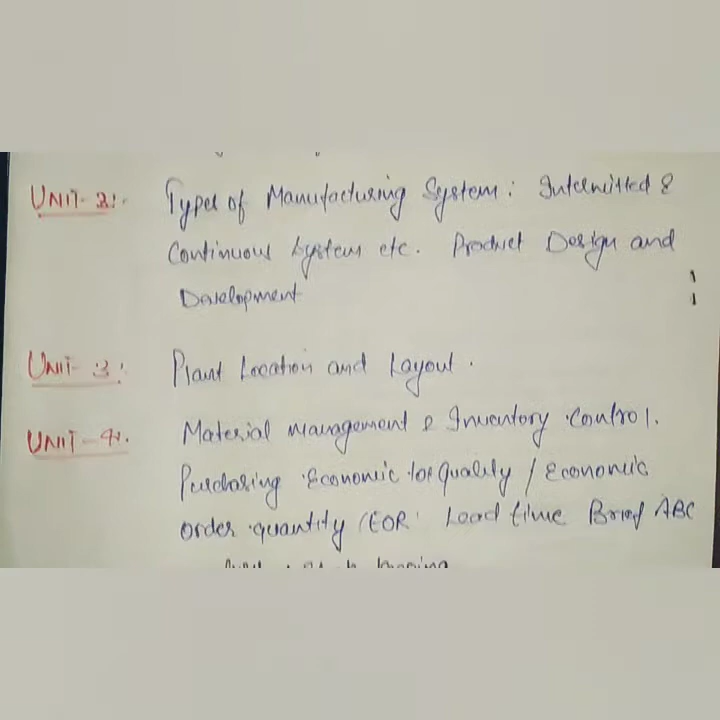 UNIT-2:
Types of Manufacturing System: Intermitted &
Continuous System etc. Product Design and
Development
UNIT-3:
Plant Location and Layout.
UNIT-4:
Material management & Inventory Control.
Purchasing Economic lot quality / Economic
order quantity (EOR Lead time Brief ABC